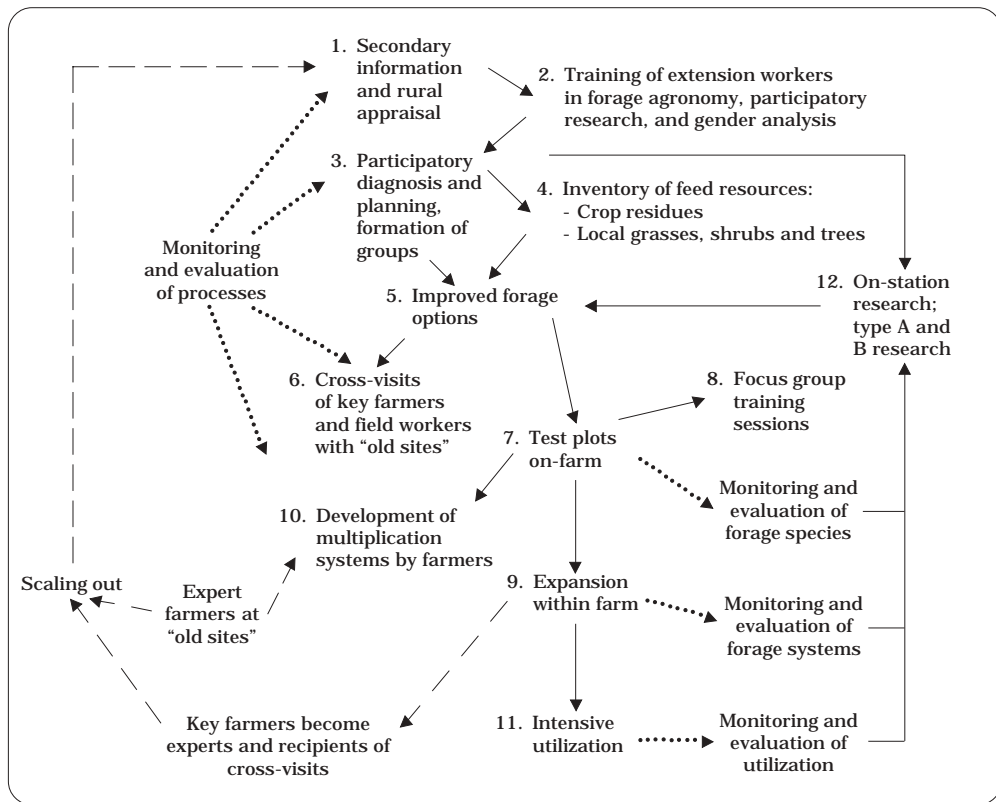 1. Secondary
information
and rural
appraisal
2. Training of extension workers
in forage agronomy, participatory
research, and gender analysis
3. Participatory
diagnosis and
planning,
formation of
groups
4. Inventory of feed resources:
- Crop residues
- Local grasses, shrubs and trees
Monitoring
and evaluation
of processes
5. Improved forage
options
12. On-station
research;
type A and
B research
6. Cross-visits
of key farmers
and field workers
with “old sites”
8. Focus group
training
sessions
7. Test plots
on-farm
Monitoring and
evaluation of
forage species
10. Development of
multiplication
systems by farmers
Scaling out
Expert
farmers at
“old sites”
9. Expansion
within farm
Monitoring and
evaluation of
forage systems
Key farmers become
experts and recipients of
cross-visits
11. Intensive
utilization
Monitoring and
evaluation of
utilization